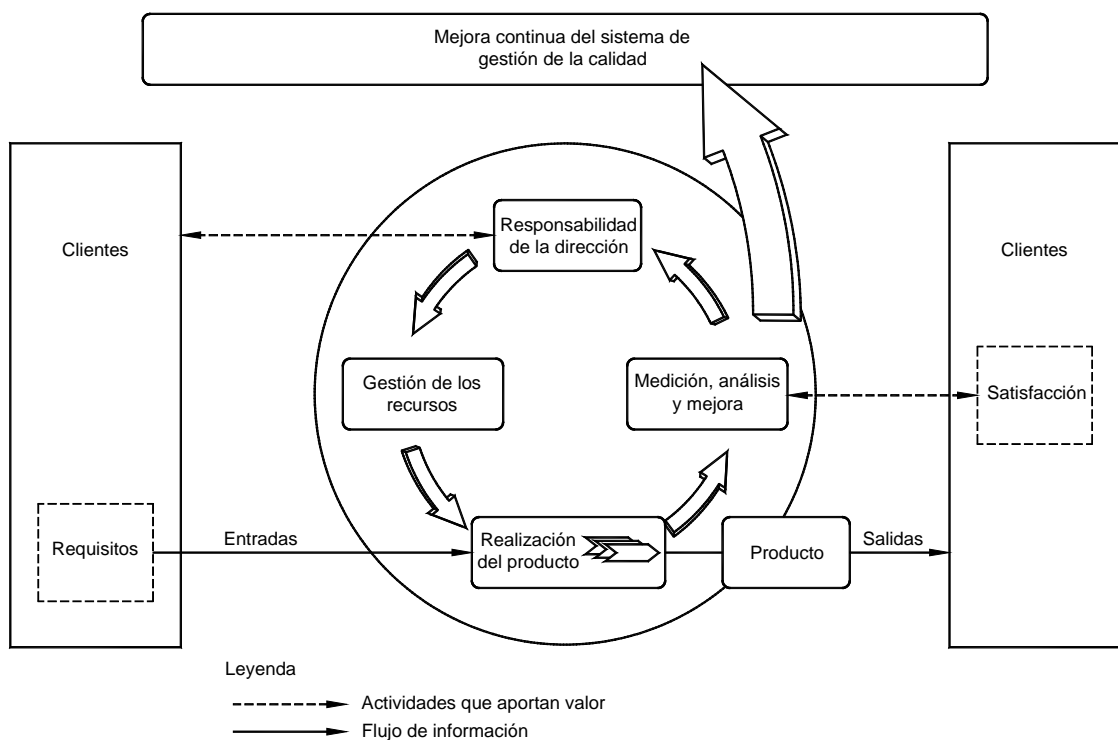 Mejora continua del sistema de
gestión de la calidad
Clientes
Responsabilidad
de la dirección
Clientes
Gestión de los
recursos
Medición, análisis
y mejora
Satisfacción
Requisitos
Entradas
Realización
del producto
Producto
Salidas
Leyenda
Actividades que aportan valor
Flujo de información